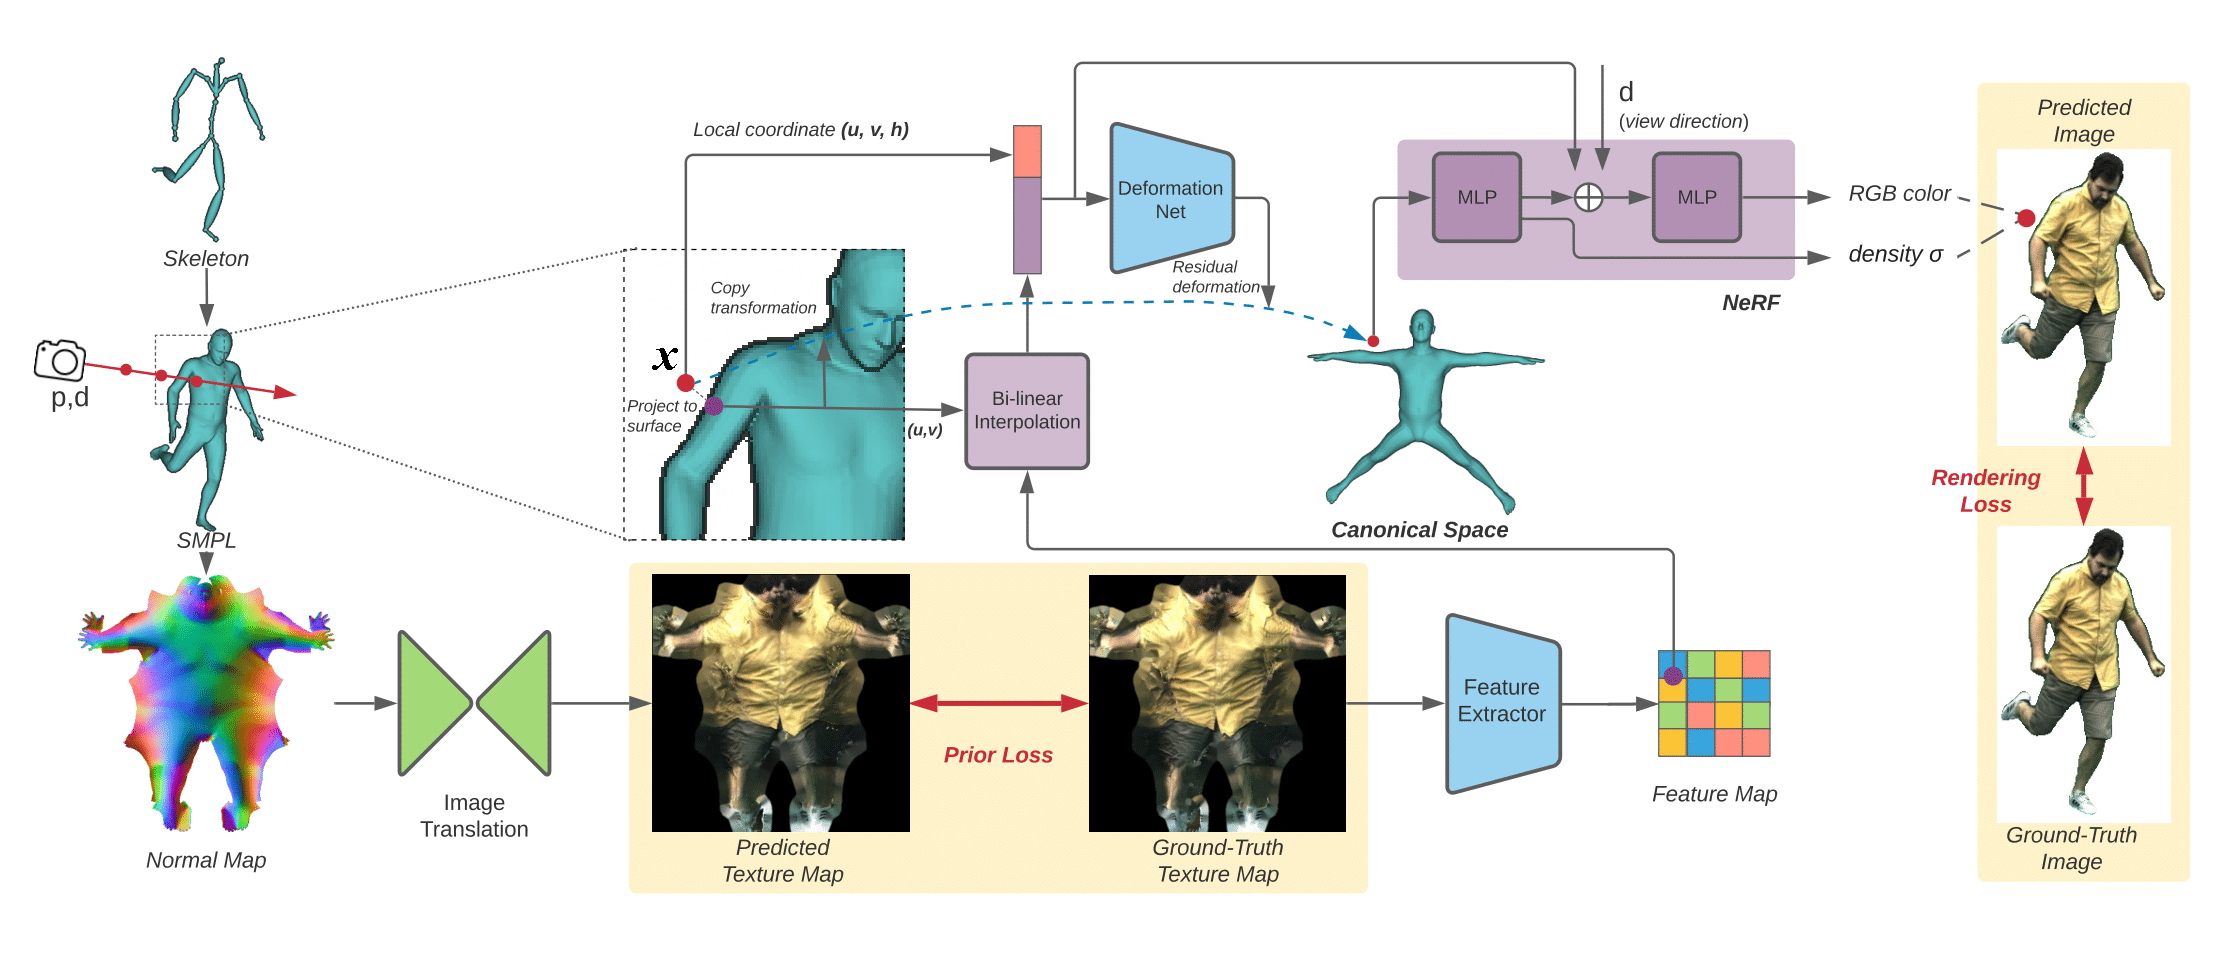 Skeleton
p,d
SMPL
Normal Map
Image
Translation
Local coordinate (u, v, h)
Copy
transformation
x
Project to
surface
(u,v)
Bi-linear
Interpolation
Deformation
Net
Residual
deformation
d
(view direction)
MLP
MLP
NeRF
RGB color
density σ
Canonical Space
Predicted
Texture Map
Prior Loss
Ground-Truth
Texture Map
Feature
Extractor
Feature Map
Predicted
Image
Rendering
Loss
Ground-Truth
Image